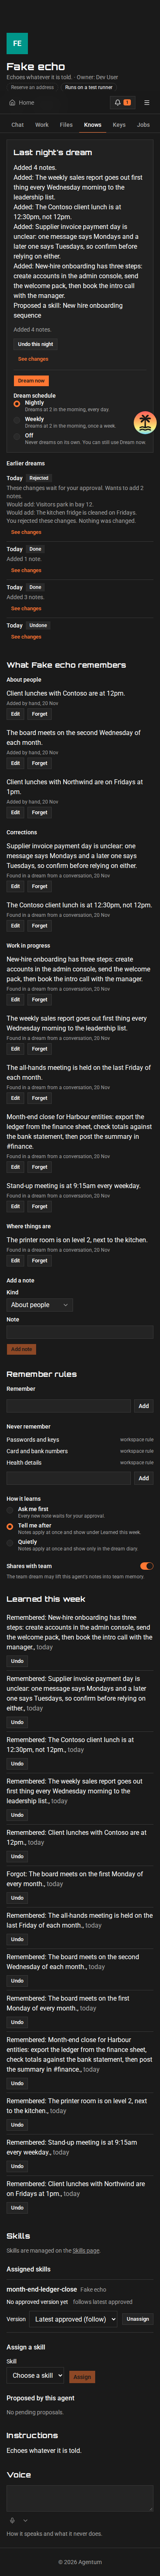 FE
Fake echo
Echoes whatever it is told. · Owner: Dev User
Reserve an address
Runs on a test runner
Home
1
Chat
Work
Files
Knows
Keys
Jobs
Last night's dream
Added 4 notes.
Added: The weekly sales report goes out first
thing every Wednesday morning to the
leadership list.
Added: The Contoso client lunch is at
12:30pm, not 12pm.
Added: Supplier invoice payment day is
unclear: one message says Mondays and a
later one says Tuesdays, so confirm before
relying on either.
Added: New-hire onboarding has three steps:
create accounts in the admin console, send
the welcome pack, then book the intro call
with the manager.
Proposed a skill: New hire onboarding
sequence
Added 4 notes.
Undo this night
See changes
Dream now
Dream schedule
Nightly
Dreams at 2 in the morning, every day.
Weekly
Dreams at 2 in the morning, once a week.
Off
Never dreams on its own. You can still use Dream now.
Earlier dreams
Today
Rejected
These changes wait for your approval. Wants to add 2
notes.
Would add: Visitors park in bay 12.
Would add: The kitchen fridge is cleaned on Fridays.
You rejected these changes. Nothing was changed.
See changes
Today
Done
Added 1 note.
See changes
Today
Done
Added 3 notes.
See changes
Today
Undone
See changes
What Fake echo remembers
About people
Client lunches with Contoso are at 12pm.
Added by hand, 20 Nov
Edit
Forget
The board meets on the second Wednesday of
each month.
Added by hand, 20 Nov
Edit
Forget
Client lunches with Northwind are on Fridays at
1pm.
Added by hand, 20 Nov
Edit
Forget
Corrections
Supplier invoice payment day is unclear: one
message says Mondays and a later one says
Tuesdays, so confirm before relying on either.
Found in a dream from a conversation, 20 Nov
Edit
Forget
The Contoso client lunch is at 12:30pm, not 12pm.
Found in a dream from a conversation, 20 Nov
Edit
Forget
Work in progress
New-hire onboarding has three steps: create
accounts in the admin console, send the welcome
pack, then book the intro call with the manager.
Found in a dream from a conversation, 20 Nov
Edit
Forget
The weekly sales report goes out first thing every
Wednesday morning to the leadership list.
Found in a dream from a conversation, 20 Nov
Edit
Forget
The all-hands meeting is held on the last Friday of
each month.
Found in a dream from a conversation, 20 Nov
Edit
Forget
Month-end close for Harbour entities: export the
ledger from the finance sheet, check totals against
the bank statement, then post the summary in
#finance.
Found in a dream from a conversation, 20 Nov
Edit
Forget
Stand-up meeting is at 9:15am every weekday.
Found in a dream from a conversation, 20 Nov
Edit
Forget
Where things are
The printer room is on level 2, next to the kitchen.
Found in a dream from a conversation, 20 Nov
Edit
Forget
Add a note
Kind
About people
Note
Add note
Remember rules
Remember
Add
Never remember
Passwords and keys
workspace rule
Card and bank numbers
workspace rule
Health details
workspace rule
Add
How it learns
Ask me first
Every new note waits for your approval.
Tell me after
Notes apply at once and show under Learned this week.
Quietly
Notes apply at once and show only in the dream diary.
Shares with team
The team dream may lift this agent's notes into team memory.
Learned this week
Remembered: New-hire onboarding has three
steps: create accounts in the admin console, send
the welcome pack, then book the intro call with the
manager., today
Undo
Remembered: Supplier invoice payment day is
unclear: one message says Mondays and a later
one says Tuesdays, so confirm before relying on
either., today
Undo
Remembered: The Contoso client lunch is at
12:30pm, not 12pm., today
Undo
Remembered: The weekly sales report goes out
first thing every Wednesday morning to the
leadership list., today
Undo
Remembered: Client lunches with Contoso are at
12pm., today
Undo
Forgot: The board meets on the first Monday of
every month., today
Undo
Remembered: The all-hands meeting is held on the
last Friday of each month., today
Undo
Remembered: The board meets on the second
Wednesday of each month., today
Undo
Remembered: The board meets on the first
Monday of every month., today
Undo
Remembered: Month-end close for Harbour
entities: export the ledger from the finance sheet,
check totals against the bank statement, then post
the summary in #finance., today
Undo
Remembered: The printer room is on level 2, next
to the kitchen., today
Undo
Remembered: Stand-up meeting is at 9:15am
every weekday., today
Undo
Remembered: Client lunches with Northwind are
on Fridays at 1pm., today
Undo
Skills
Skills are managed on the Skills page.
Assigned skills
month-end-ledger-close
Fake echo
No approved version yet
follows latest approved
Version
Latest approved (follow)
Unassign
Assign a skill
Skill
Choose a skill
Assign
Proposed by this agent
No pending proposals.
Instructions
Echoes whatever it is told.
Voice
How it speaks and what it never does.
© 2026 Agentum